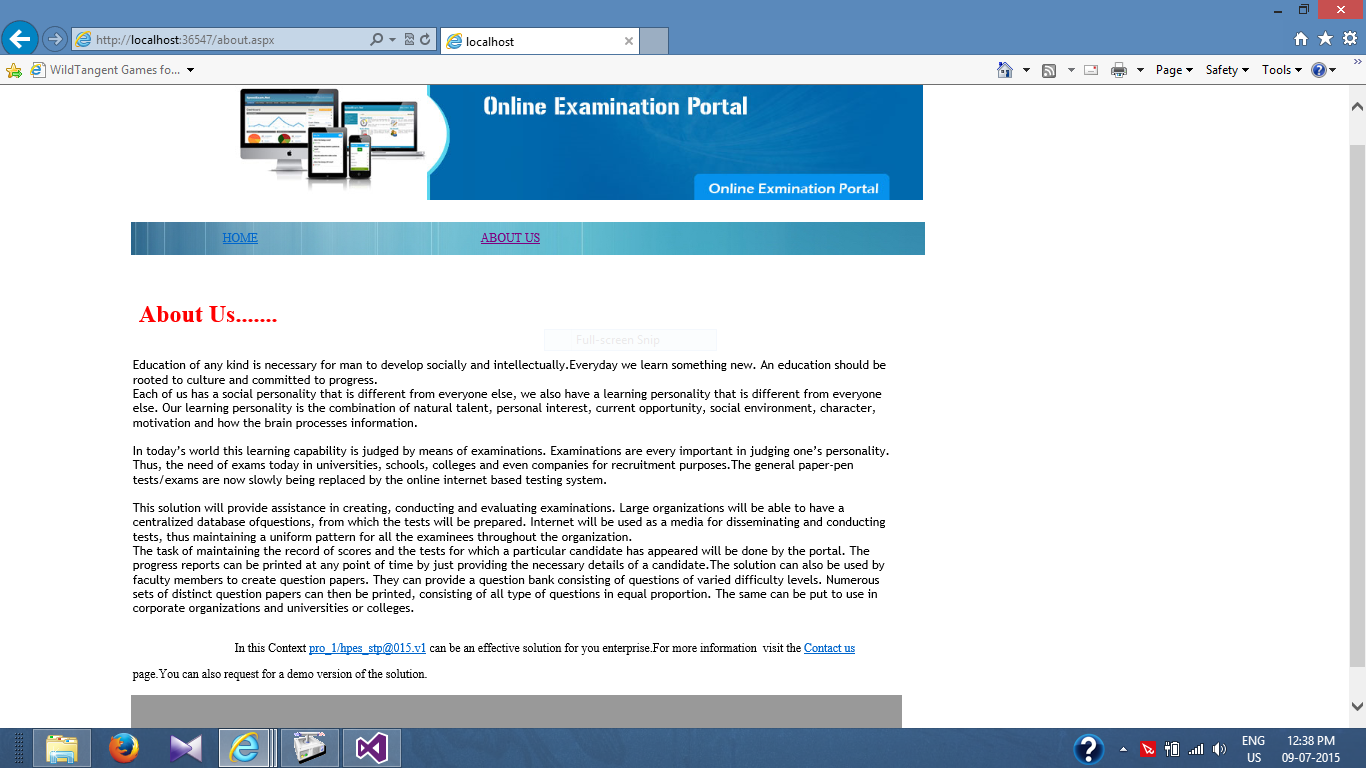 http://localhost:36547/about.aspx
localhost
WildTangent Games fo...
Page
Safety
Tools
Online Examination Portal
Online Exmination Portal
HOME
ABOUT US
About Us.......
Full-screen Snip
Education of any kind is necessary for man to develop socially and intellectually.Everyday we learn something new. An education should be
rooted to culture and committed to progress.
Each of us has a social personality that is different from everyone else, we also have a learning personality that is different from everyone
else. Our learning personality is the combination of natural talent, personal interest, current opportunity, social environment, character,
motivation and how the brain processes information.
In today’s world this learning capability is judged by means of examinations. Examinations are every important in judging one’s personality.
Thus, the need of exams today in universities, schools, colleges and even companies for recruitment purposes.The general paper-pen
tests/exams are now slowly being replaced by the online internet based testing system.
This solution will provide assistance in creating, conducting and evaluating examinations. Large organizations will be able to have a
centralized database ofquestions, from which the tests will be prepared. Internet will be used as a media for disseminating and conducting
tests, thus maintaining a uniform pattern for all the examinees throughout the organization.
The task of maintaining the record of scores and the tests for which a particular candidate has appeared will be done by the portal. The
progress reports can be printed at any point of time by just providing the necessary details of a candidate.The solution can also be used by
faculty members to create question papers. They can provide a question bank consisting of questions of varied difficulty levels. Numerous
sets of distinct question papers can then be printed, consisting of all type of questions in equal proportion. The same can be put to use in
corporate organizations and universities or colleges.
In this Context pro_1/hpes_stp@015.v1 can be an effective solution for you enterprise.For more information visit the Contact us
page.You can also request for a demo version of the solution.
ENG
US
12:38 PM
09-07-2015